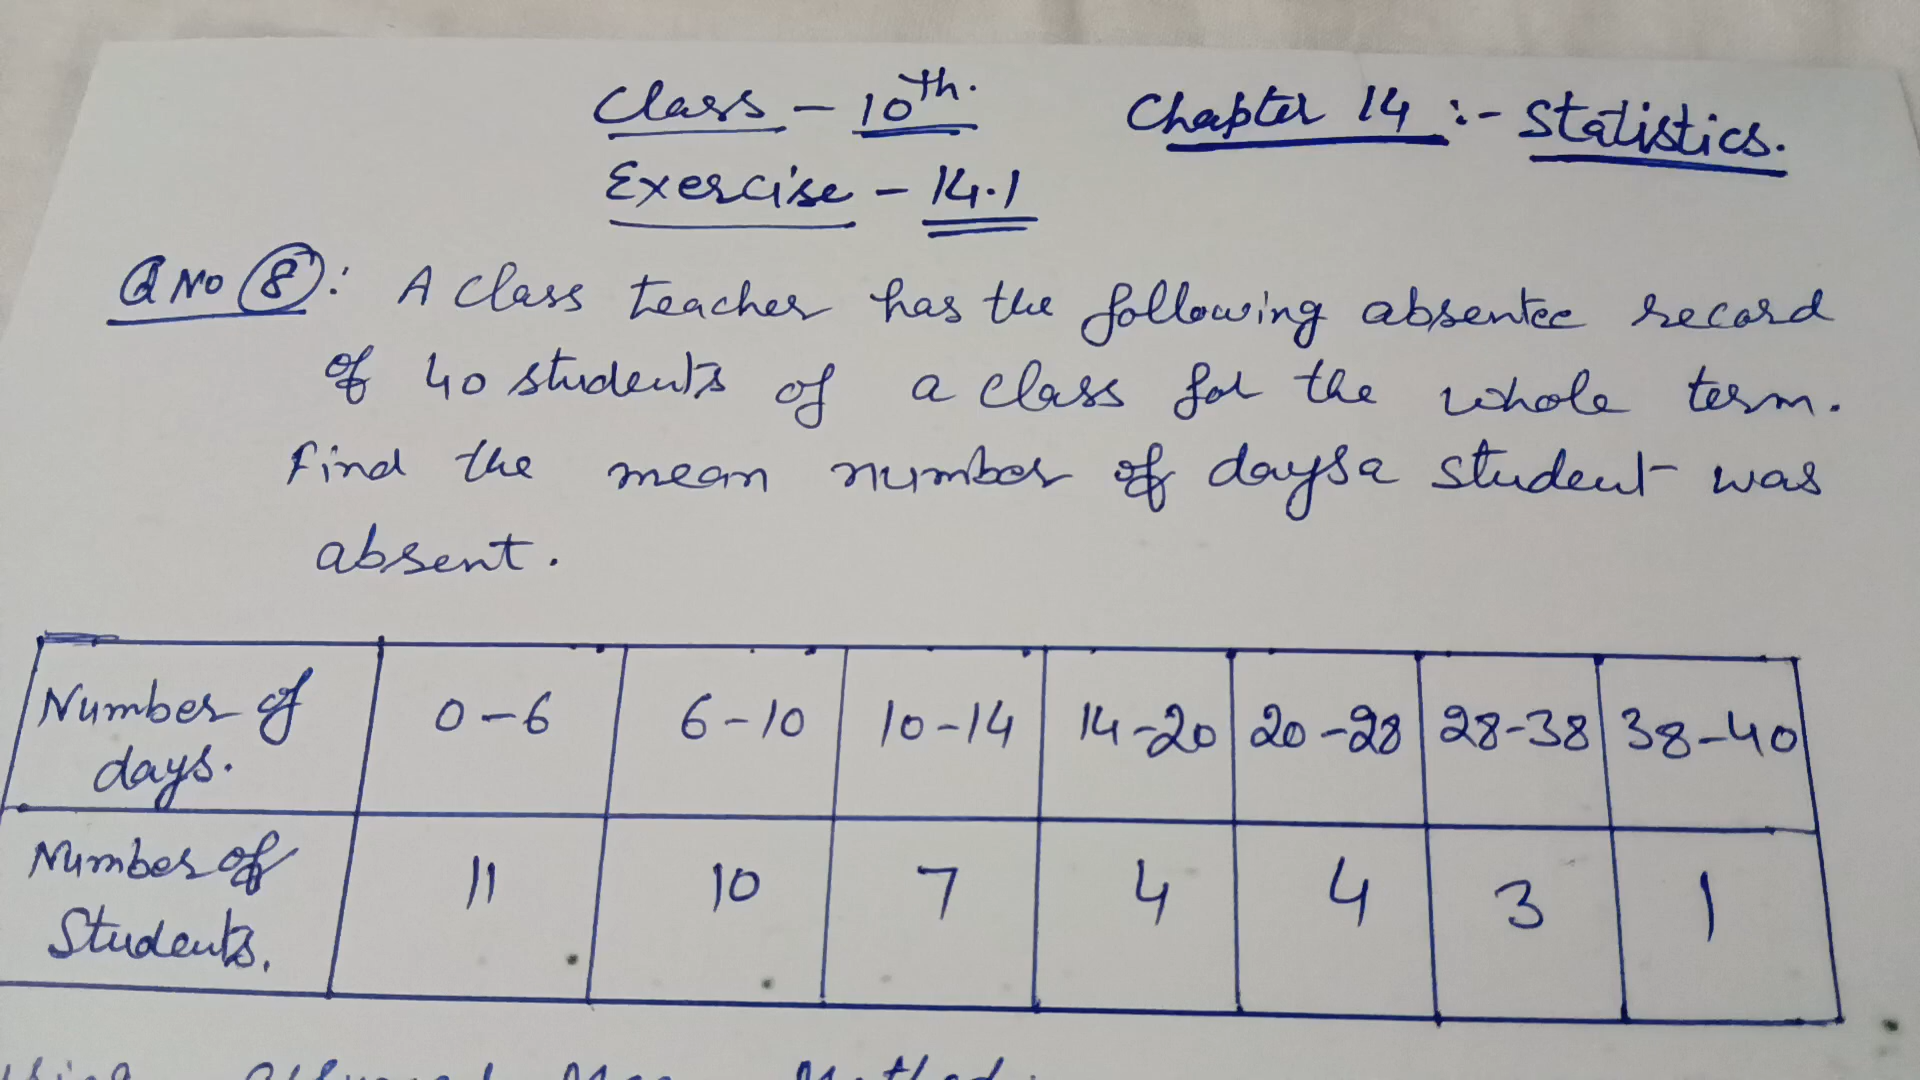 Class - 10th. Chapter 14 :- Statistics.
Exercise - 14.1
Q No 8: A class teacher has the following absentee record
of 40 students of a class for the whole term.
Find the mean number of days a student was
absent.
Number of days. 0-6 6-10 10-14 14-20 20-28 28-38 38-40
Number of Students. 11 10 7 4 4 3 1
Method: